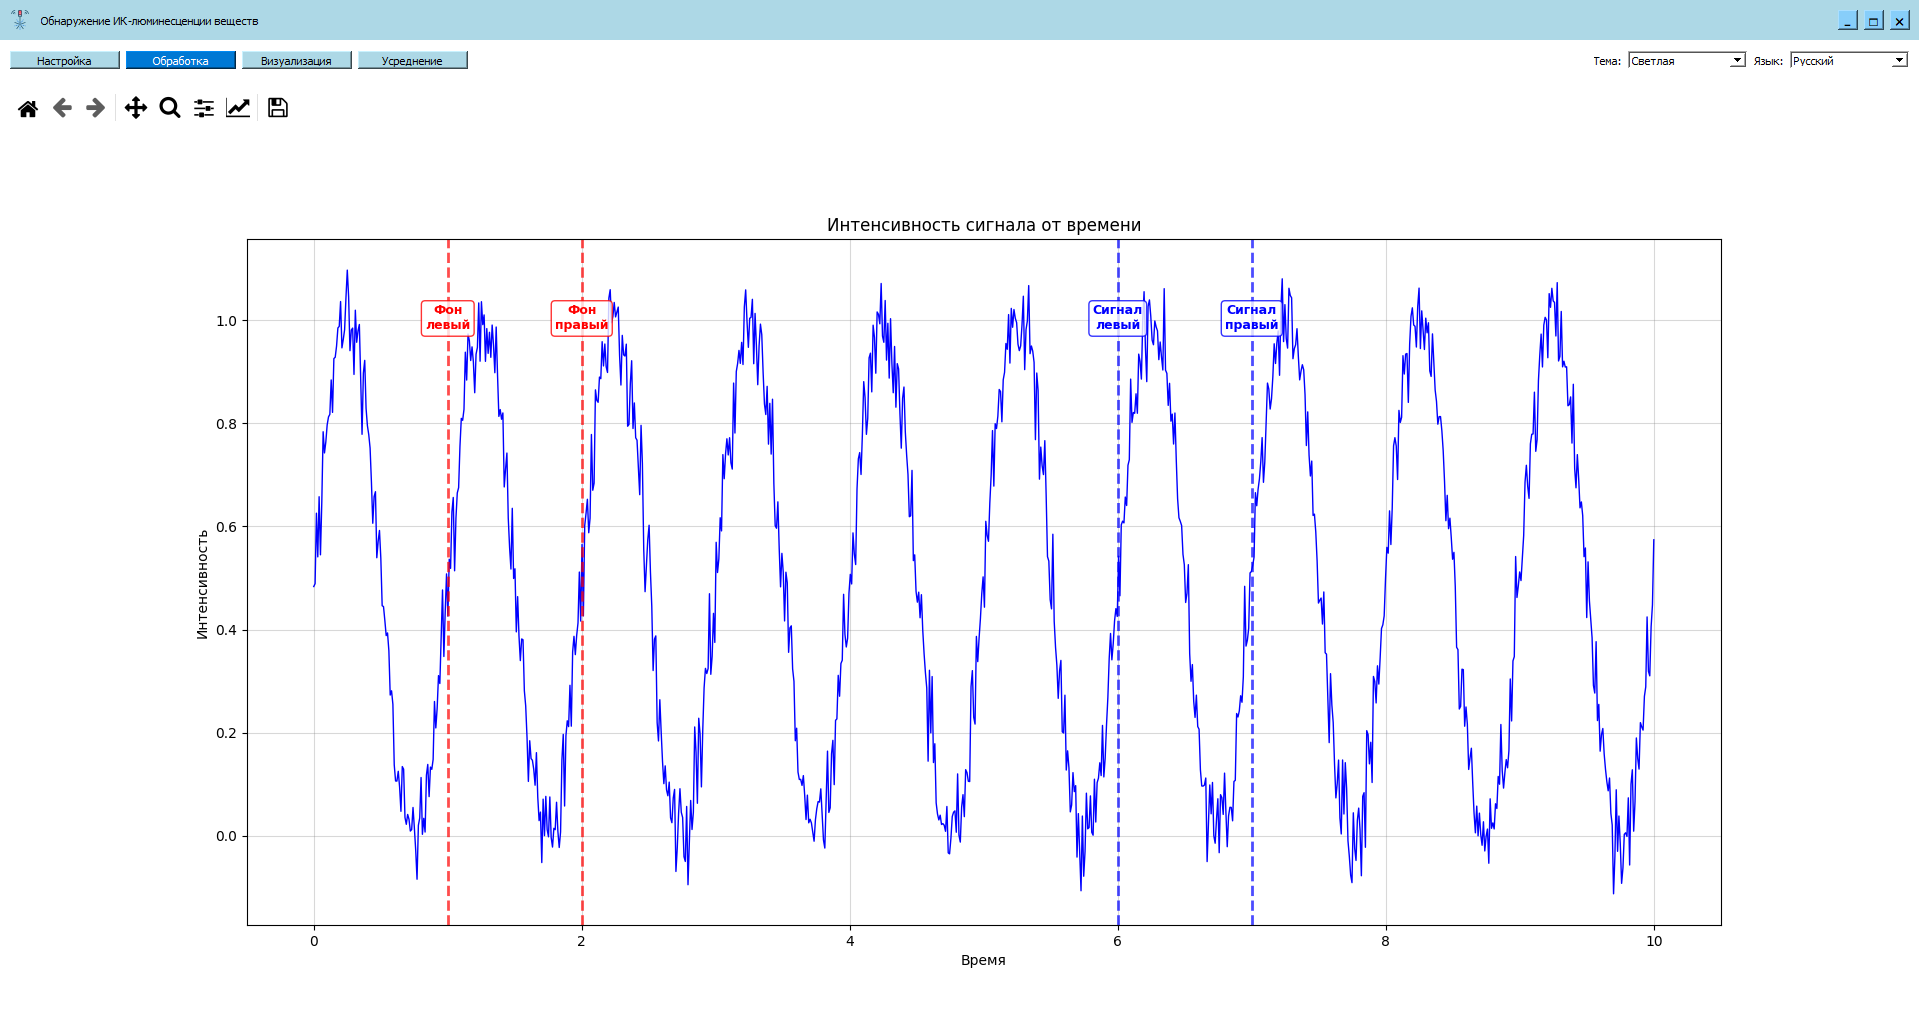 Обнаружение ИК-люминесценции веществ
Настройка
Обработка
Визуализация
Усреднение
Тема:
Светлая
Язык:
Русский
Интенсивность сигнала от времени
Фон
левый
Фон
правый
Сигнал
левый
Сигнал
правый
Интенсивность
1.0
0.8
0.6
0.4
0.2
0.0
0
2
4
6
8
10
Время